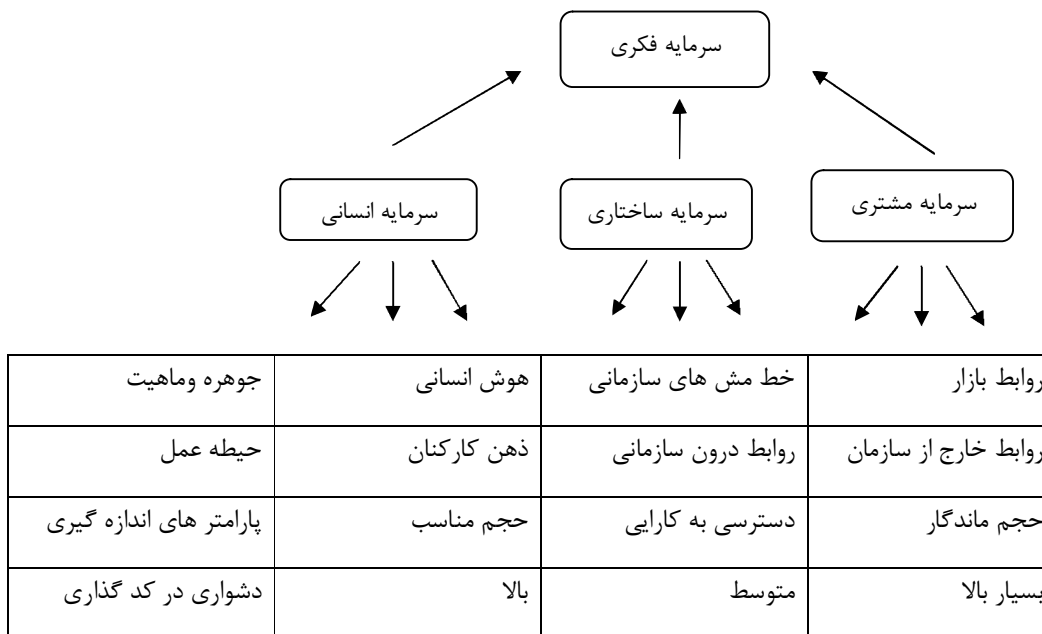 سرمایه فکری
سرمایه مشتری
سرمایه ساختاری
سرمایه انسانی
روابط بازار
خط مش های سازمانی
هوش انسانی
جوهره وماهیت
روابط خارج از سازمان
روابط درون سازمانی
ذهن کارکنان
حیطه عمل
حجم ماندگار
دسترسی به کارایی
حجم مناسب
پارامتر های اندازه گیری
بسیار بالا
متوسط
بالا
دشواری در کد گذاری